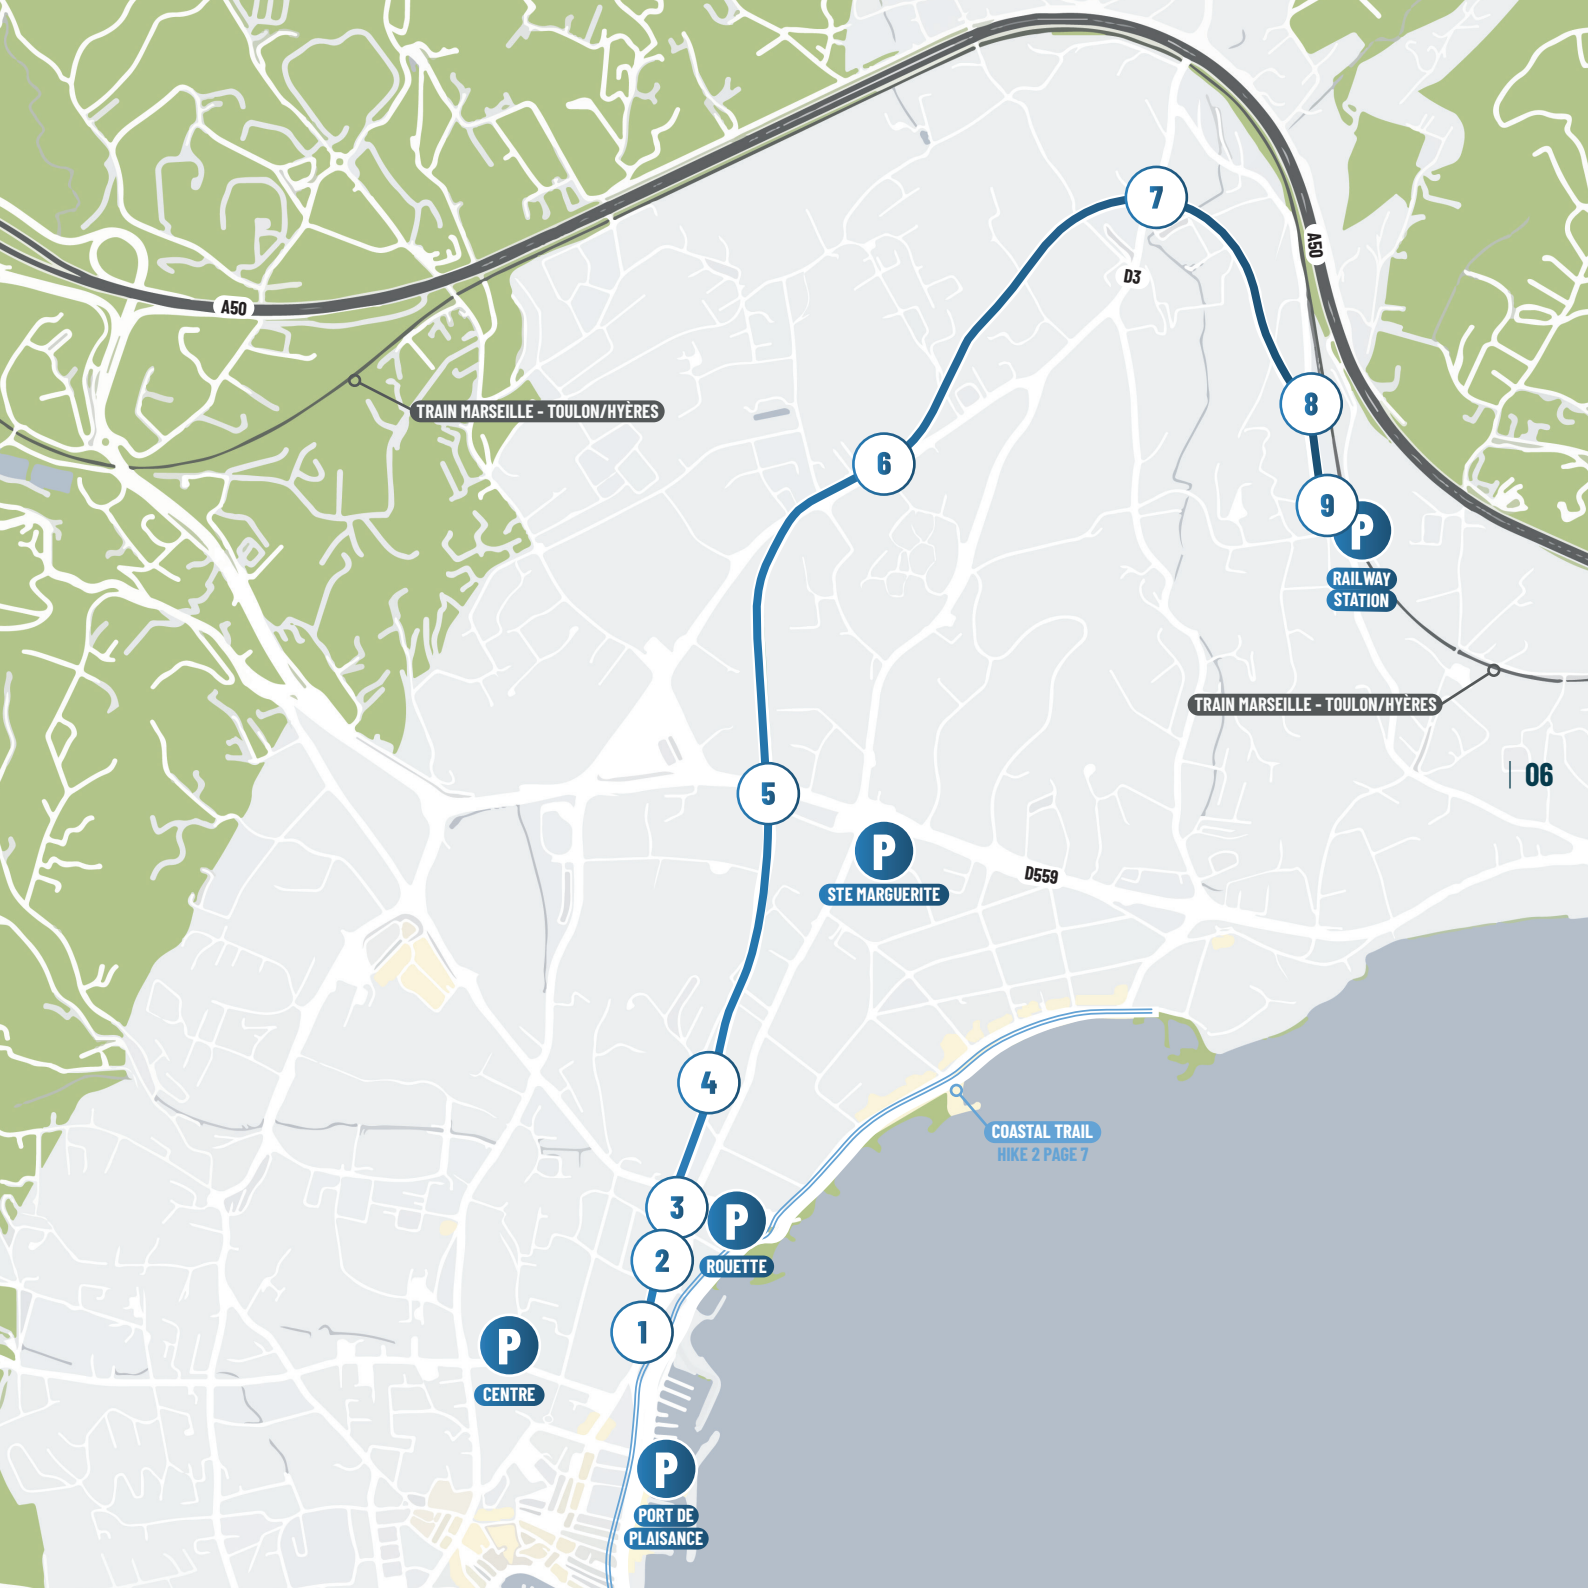 7
A50
D3
A50
8
TRAIN MARSEILLE - TOULON/HYÈRES
6
9
P
RAILWAY
STATION
TRAIN MARSEILLE - TOULON/HYÈRES
06
5
P
STE MARGUERITE
D559
4
COASTAL TRAIL
HIKE 2 PAGE 7
3
P
2
ROUETTE
1
P
CENTRE
P
PORT DE
PLAISANCE